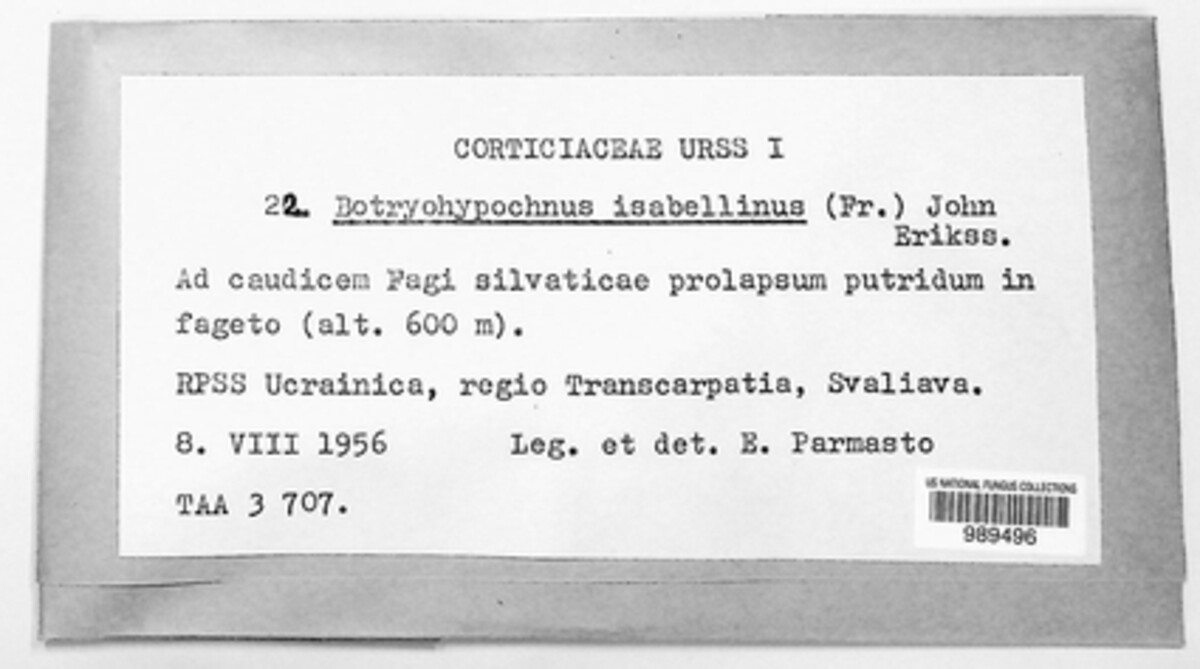 CORTICIACEAE URSS I
22. Botryohypochnus isabellinus (Fr.) John
Erikss.
Ad caudicem Fagi silvaticae prolapsum putridum in
fageto (alt. 600 m).
RPSS Ucrainica, regio Transcarpatia, Svaliava.
8. VIII 1956 Leg. et det. E. Parmasto
TAA 3 707.
US NATIONAL FUNGUS COLLECTIONS
989496